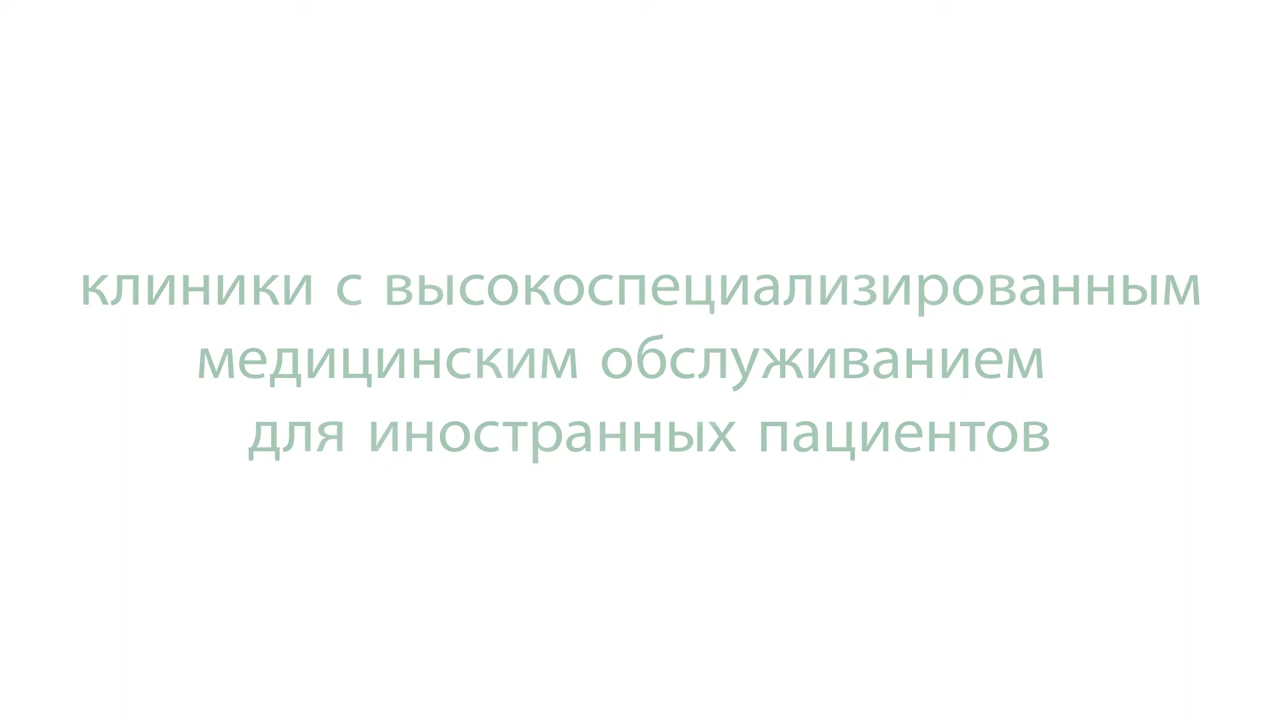 клиники с высокоспециализированным
медицинским обслуживанием
для иностранных пациентов